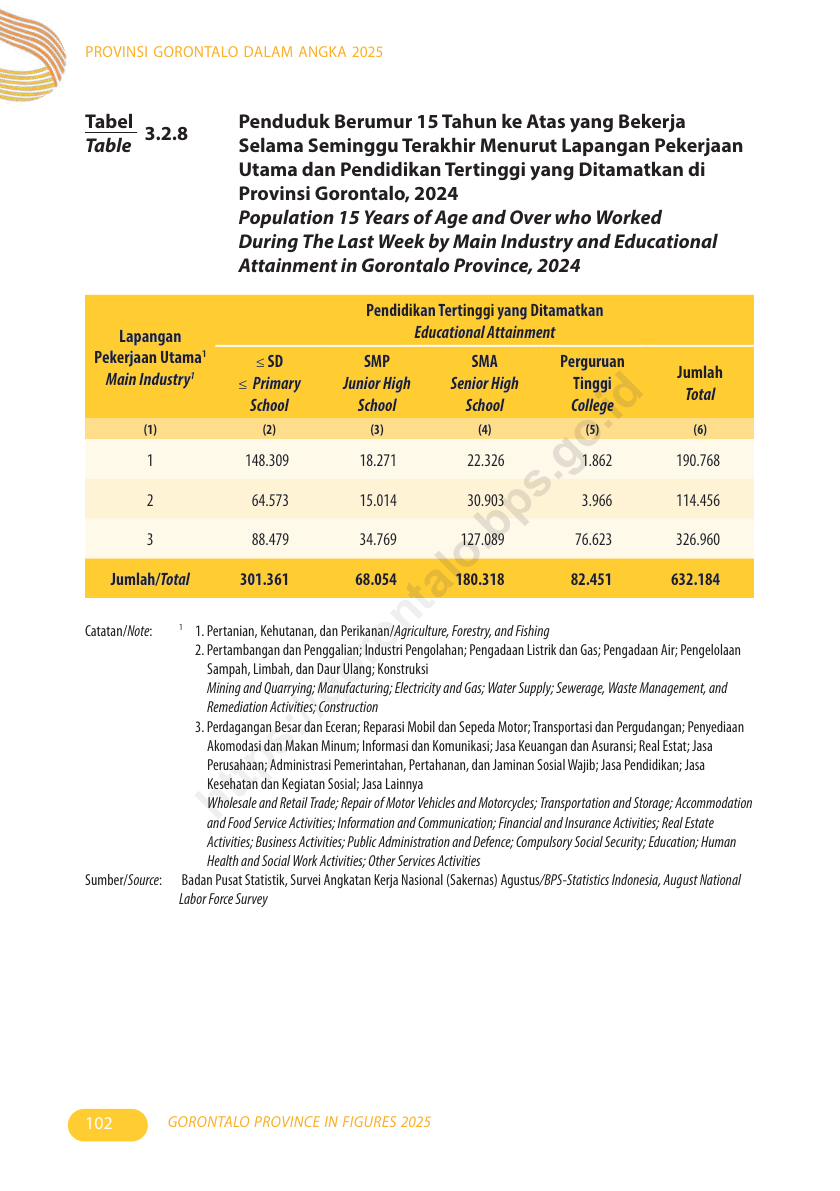 PROVINSI GORONTALO DALAM ANGKA 2025
Tabel
Table
3.2.8
Penduduk Berumur 15 Tahun ke Atas yang Bekerja
Selama Seminggu Terakhir Menurut Lapangan Pekerjaan
Utama dan Pendidikan Tertinggi yang Ditamatkan di
Provinsi Gorontalo, 2024
Population 15 Years of Age and Over who Worked
During The Last Week by Main Industry and Educational
Attainment in Gorontalo Province, 2024
Lapangan
Pekerjaan Utama¹
Main Industry¹
Pendidikan Tertinggi yang Ditamatkan
Educational Attainment
≤ SD
≤ Primary
School
SMP
Junior High
School
SMA
Senior High
School
Perguruan
Tinggi
College
Jumlah
Total
(1) (2) (3) (4) (5) (6)
1 148.309 18.271 22.326 1.862 190.768
2 64.573 15.014 30.903 3.966 114.456
3 88.479 34.769 127.089 76.623 326.960
Jumlah/Total 301.361 68.054 180.318 82.451 632.184
Catatan/Note: ¹ 1. Pertanian, Kehutanan, dan Perikanan/Agriculture, Forestry, and Fishing
2. Pertambangan dan Penggalian; Industri Pengolahan; Pengadaan Listrik dan Gas; Pengadaan Air; Pengelolaan
Sampah, Limbah, dan Daur Ulang; Konstruksi
Mining and Quarrying; Manufacturing; Electricity and Gas; Water Supply; Sewerage, Waste Management, and
Remediation Activities; Construction
3. Perdagangan Besar dan Eceran; Reparasi Mobil dan Sepeda Motor; Transportasi dan Pergudangan; Penyediaan
Akomodasi dan Makan Minum; Informasi dan Komunikasi; Jasa Keuangan dan Asuransi; Real Estat; Jasa
Perusahaan; Administrasi Pemerintahan, Pertahanan, dan Jaminan Sosial Wajib; Jasa Pendidikan; Jasa
Kesehatan dan Kegiatan Sosial; Jasa Lainnya
Wholesale and Retail Trade; Repair of Motor Vehicles and Motorcycles; Transportation and Storage; Accommodation
and Food Service Activities; Information and Communication; Financial and Insurance Activities; Real Estate
Activities; Business Activities; Public Administration and Defence; Compulsory Social Security; Education; Human
Health and Social Work Activities; Other Services Activities
Sumber/Source: Badan Pusat Statistik, Survei Angkatan Kerja Nasional (Sakernas) Agustus/BPS-Statistics Indonesia, August National
Labor Force Survey
https://gorontalo.bps.go.id
102
GORONTALO PROVINCE IN FIGURES 2025